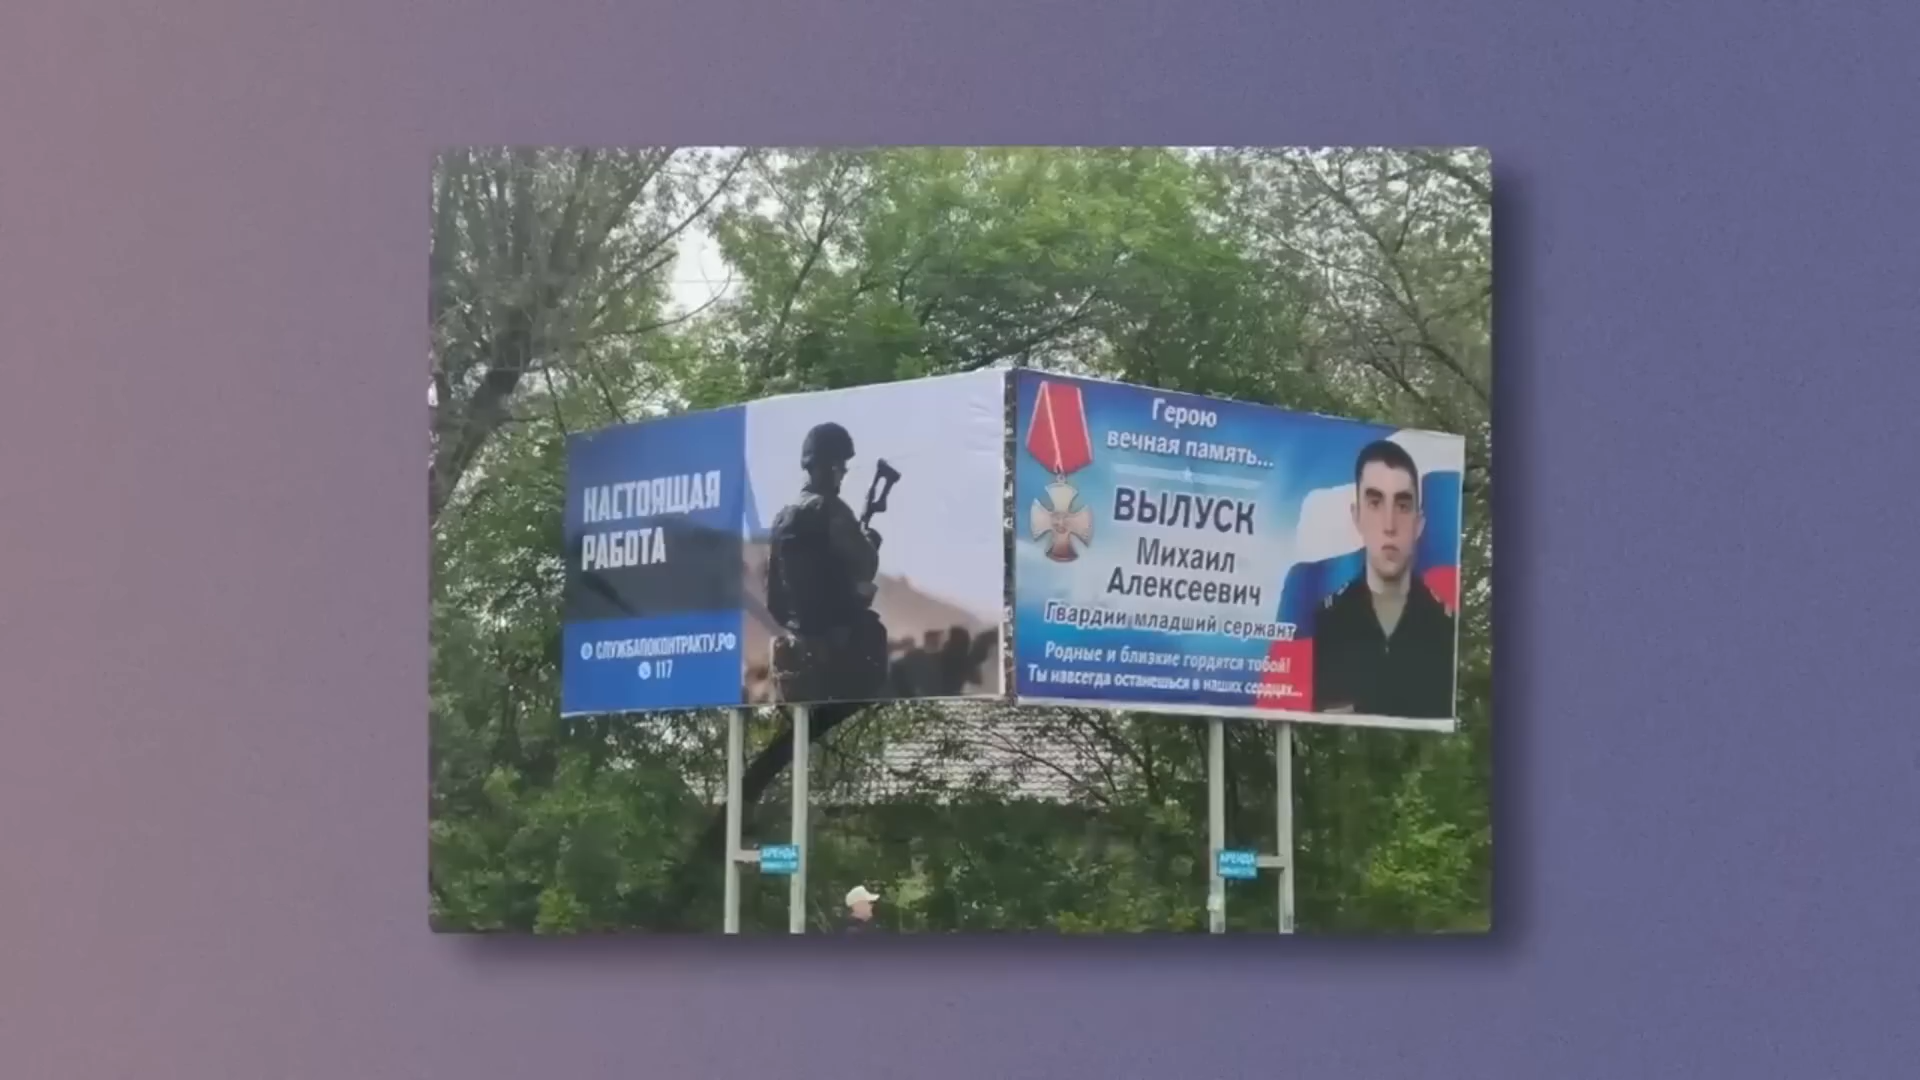 НАСТОЯЩАЯ
РАБОТА
СЛУЖБАПОКОНТРАКТУ.РФ
117
Герою
вечная память...
ВЫЛУСК
Михаил
Алексеевич
Гвардии младший сержант
Родные и близкие гордятся тобой!
Ты навсегда останешься в наших сердцах...
АРЕНДА
АРЕНДА